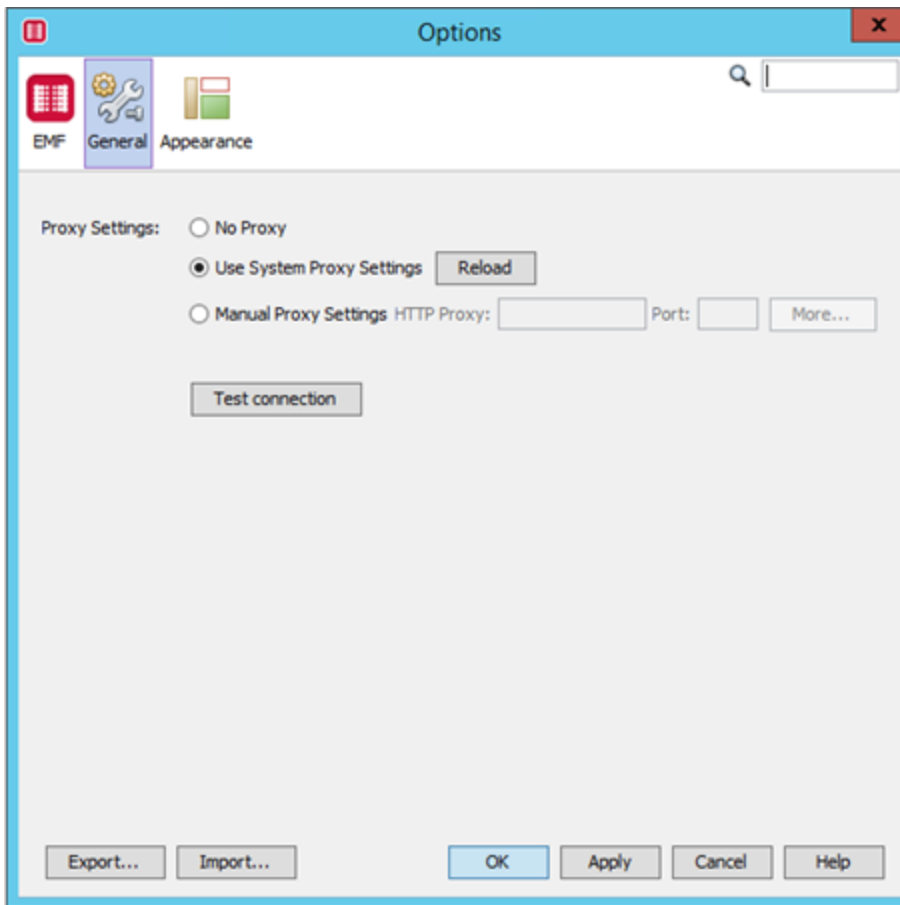 Options
EMF General Appearance
Proxy Settings: No Proxy
Use System Proxy Settings Reload
Manual Proxy Settings HTTP Proxy: Port: More...
Test connection
Export... Import... OK Apply Cancel Help